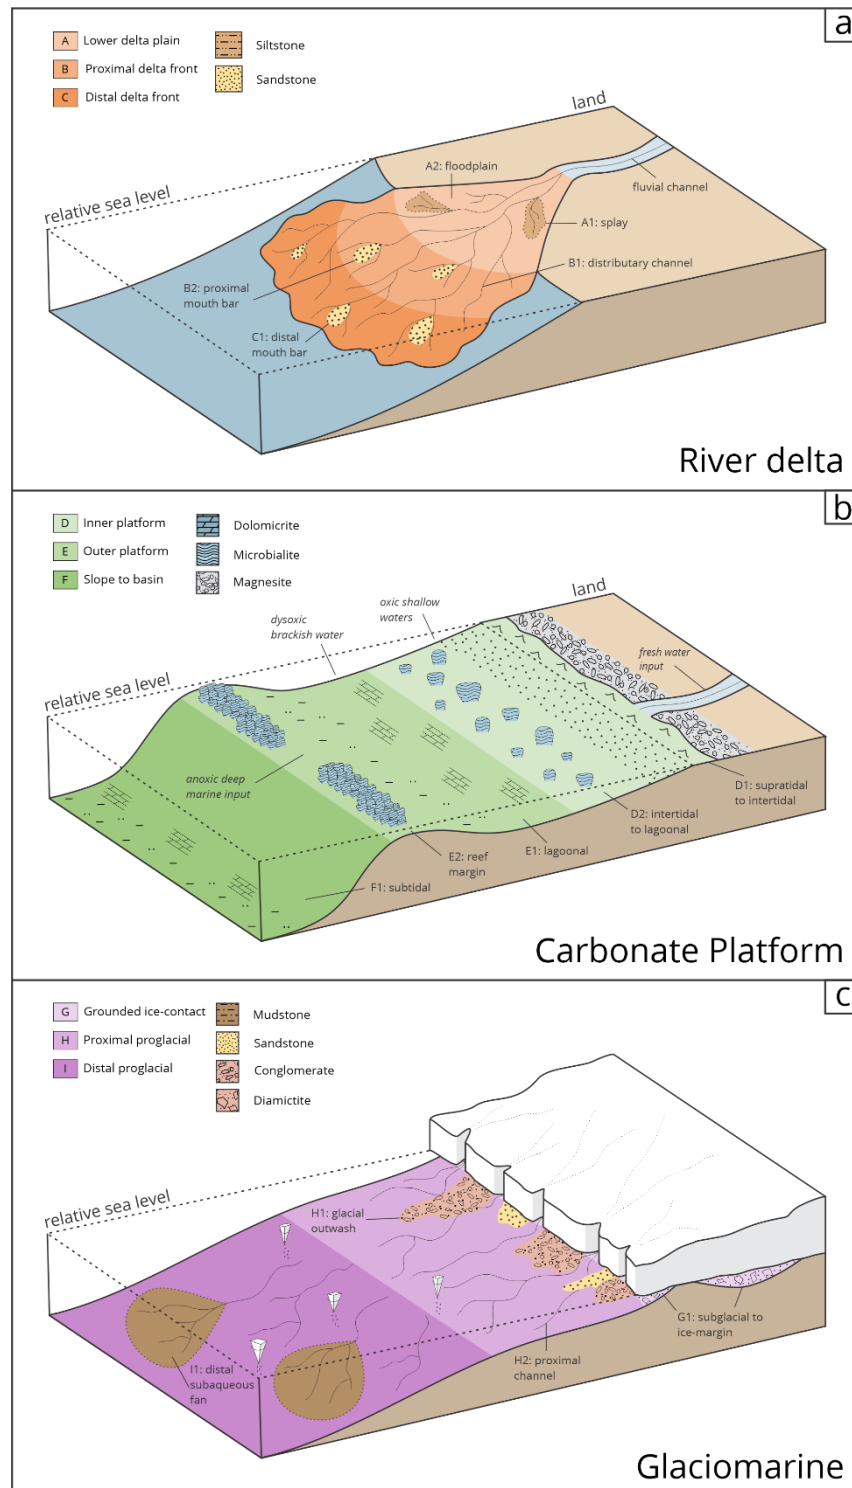 a
A Lower delta plain
B Proximal delta front
C Distal delta front
Siltstone
Sandstone
land
relative sea level
A2: floodplain
fluvial channel
A1: splay
B1: distributary channel
B2: proximal
mouth bar
C1: distal
mouth bar
River delta
b
D Inner platform
E Outer platform
F Slope to basin
Dolomicrite
Microbialite
Magnesite
land
oxic shallow
waters
dysoxic
brackish water
fresh water
input
relative sea level
anoxic deep
marine input
D1: supratidal
to intertidal
D2: intertidal
to lagoonal
E1: lagoonal
E2: reef
margin
F1: subtidal
Carbonate Platform
c
G Grounded ice-contact
H Proximal proglacial
I Distal proglacial
Mudstone
Sandstone
Conglomerate
Diamictite
relative sea level
H1: glacial
outwash
G1: subglacial to
ice-margin
H2: proximal
channel
I1: distal
subaqueous
fan
Glaciomarine